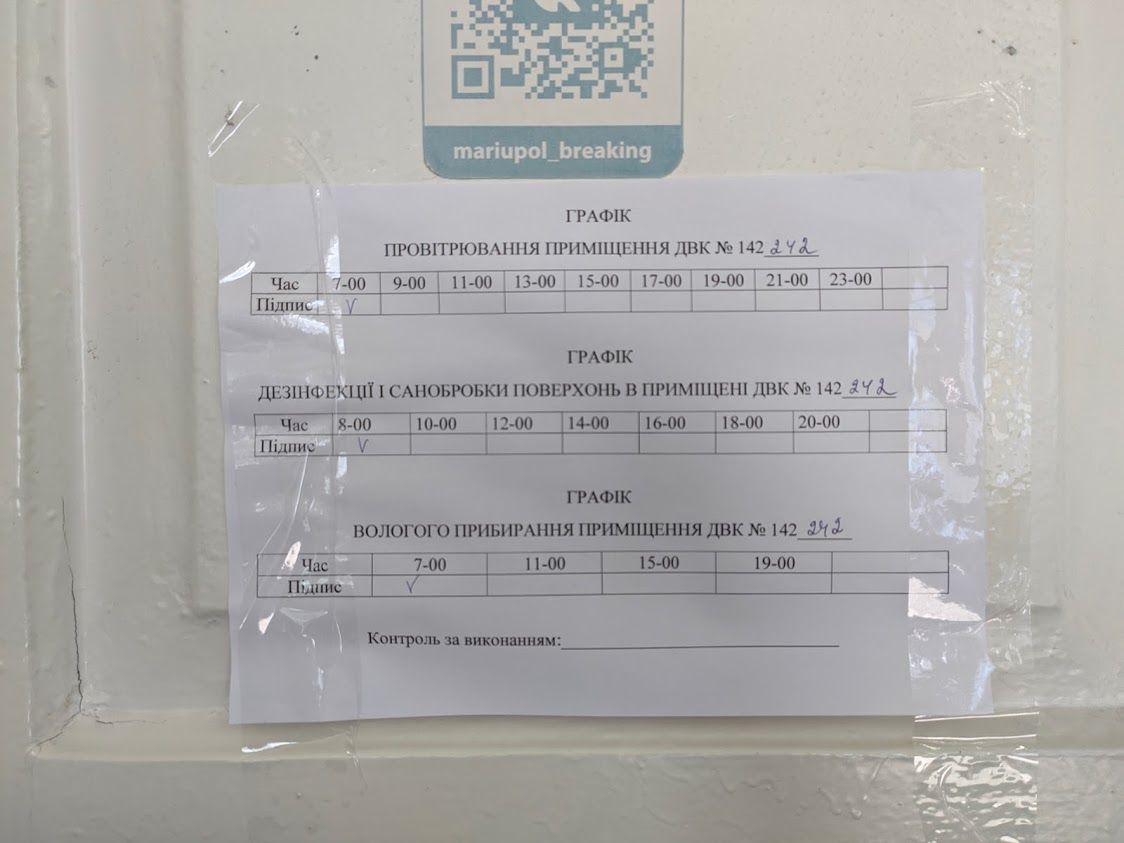 mariupol_breaking
ГРАФІК
ПРОВІТРЮВАННЯ ПРИМІЩЕННЯ ДВК № 142 242
Час 7-00 9-00 11-00 13-00 15-00 17-00 19-00 21-00 23-00
Підпис V
ГРАФІК
ДЕЗІНФЕКЦІЇ І САНОБРОБКИ ПОВЕРХОНЬ В ПРИМІЩЕНІ ДВК № 142 242
Час 8-00 10-00 12-00 14-00 16-00 18-00 20-00
Підпис V
ГРАФІК
ВОЛОГОГО ПРИБИРАННЯ ПРИМІЩЕННЯ ДВК № 142 242
Час 7-00 11-00 15-00 19-00
Підпис V
Контроль за виконанням: